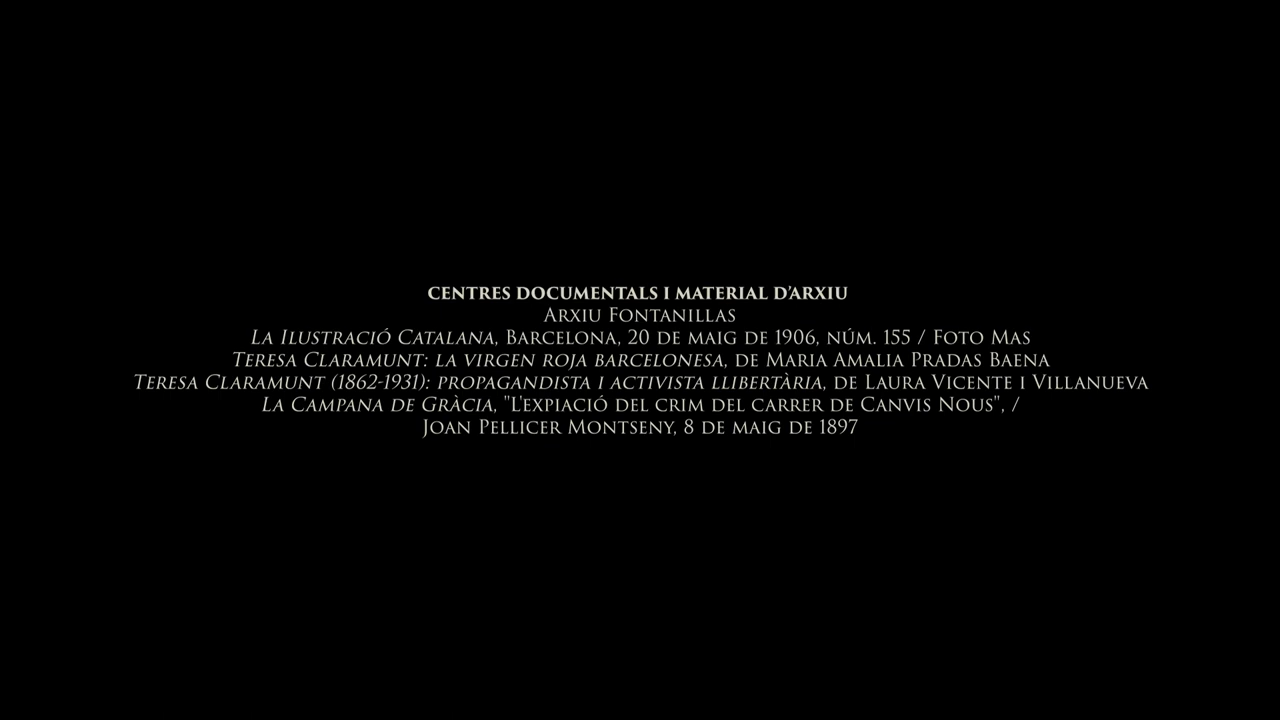 CENTRES DOCUMENTALS I MATERIAL D'ARXIU
ARXIU FONTANILLAS
LA ILUSTRACIÓ CATALANA, BARCELONA, 20 DE MAIG DE 1906, NÚM. 155 / FOTO MAS
TERESA CLARAMUNT: LA VIRGEN ROJA BARCELONESA, DE MARIA AMALIA PRADAS BAENA
TERESA CLARAMUNT (1862-1931): PROPAGANDISTA I ACTIVISTA LLIBERTÀRIA, DE LAURA VICENTE I VILLANUEVA
LA CAMPANA DE GRÀCIA, "L'EXPIACIÓ DEL CRIM DEL CARRER DE CANVIS NOUS", /
JOAN PELLICER MONTSENY, 8 DE MAIG DE 1897